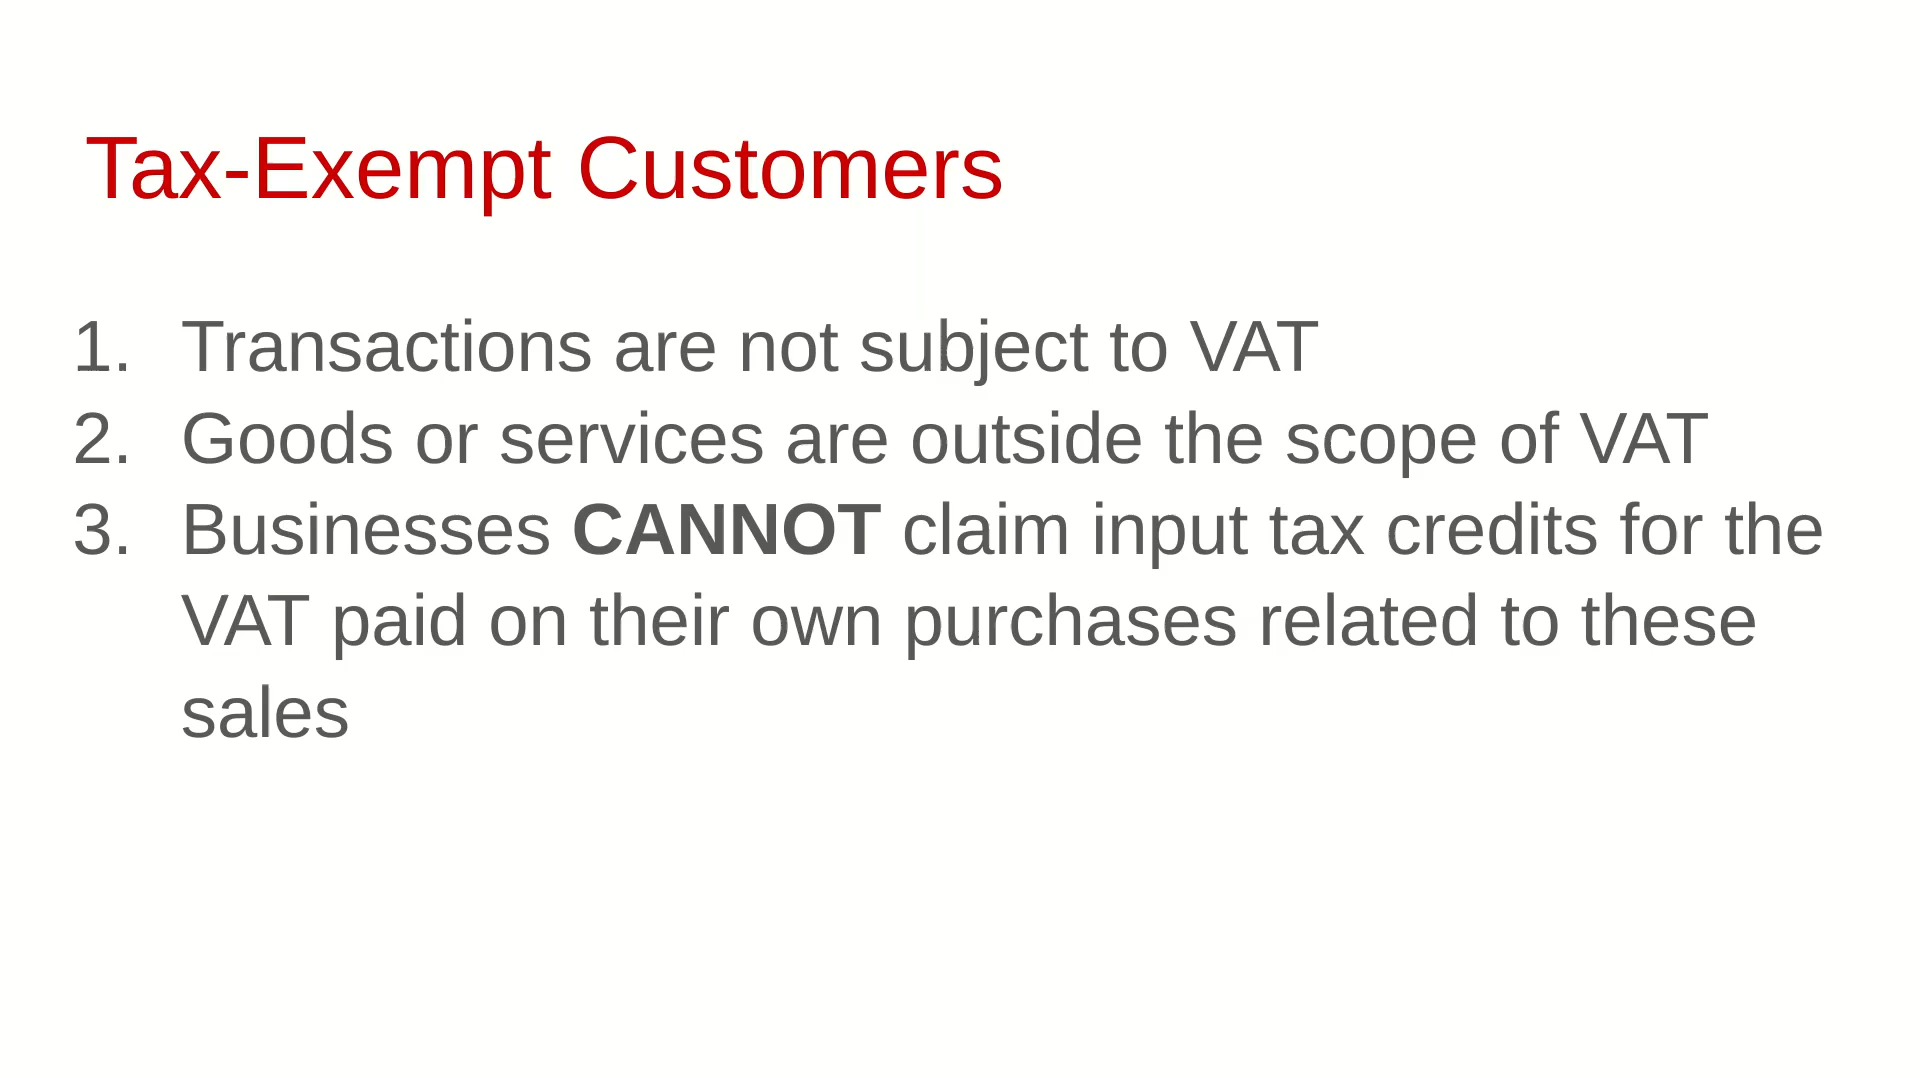 Tax-Exempt Customers
1. Transactions are not subject to VAT
2. Goods or services are outside the scope of VAT
3. Businesses CANNOT claim input tax credits for the
VAT paid on their own purchases related to these
sales